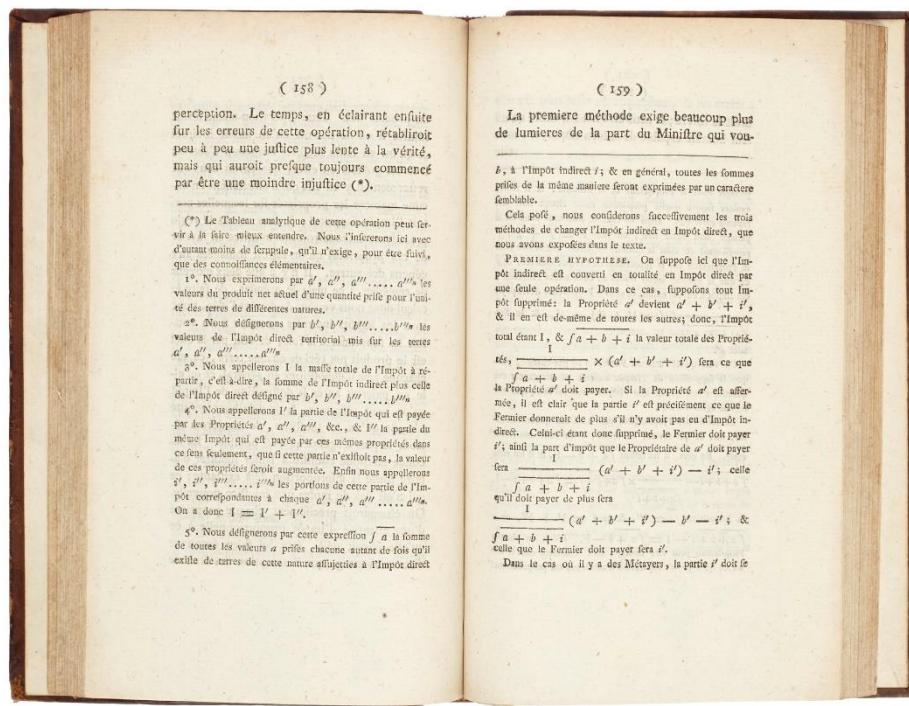 ( 158 )
perception. Le temps, en éclairant enſuite
ſur les erreurs de cette opération, rétabliroit
peu à peu une juſtice plus lente à la vérité,
mais qui auroit preſque toujours commencé
par être une moindre injuſtice (*).
(*) Le Tableau analytique de cette opération peut ſer-
vir à la faire mieux entendre. Nous l'inſererons ici avec
d'autant moins de ſcrupule, qu'il n'exige, pour être ſuivi,
que des connoiſſances élémentaires.
1°. Nous exprimerons par a′, a″, a‴ ..... a‴ⁿ les
valeurs du produit net actuel d'une quantité priſe pour l'uni-
té des terres de différentes natures.
2°. Nous déſignerons par b′, b″, b‴.....b‴ⁿ les
valeurs de l'Impôt direct territorial mis ſur les terres
a′, a″, a‴.....a‴ⁿ
3°. Nous appellerons I la maſſe totale de l'Impôt à ré-
partir, c'eſt-à-dire, la ſomme de l'Impôt indirect plus celle
de l'Impôt direct déſigné par b′, b″, b‴.....b‴ⁿ
4°. Nous appellerons I′ la partie de l'Impôt qui eſt payée
par les Propriétés a′, a″, a‴, &c., & I″ la partie du
même Impôt qui eſt payée par ces mêmes propriétés dans
ce ſens ſeulement, que ſi cette partie n'exiſtoit pas, la valeur
de ces propriétés ſeroit augmentée. Enfin nous appellerons
i′, i″, i‴..... i‴ⁿ les portions de cette partie de l'Im-
pôt correſpondantes à chaque a′, a″, a‴ ..... a‴ⁿ.
On a donc I = I′ + I″.
5°. Nous déſignerons par cette expreſſion ∫ a la ſomme
de toutes les valeurs a priſes chacune autant de fois qu'il
exiſte de terres de cette nature aſſujetties à l'Impôt direct
( 159 )
La premiere méthode exige beaucoup plus
de lumieres de la part du Miniſtre qui vou-
b, à l'Impôt indirect i; & en général, toutes les ſommes
priſes de la même maniere ſeront exprimées par un caractere
ſemblable.
Cela poſé, nous conſiderons ſucceſſivement les trois
méthodes de changer l'Impôt indirect en Impôt direct, que
nous avons expoſées dans le texte.
PREMIERE HYPOTHESE. On ſuppoſe ici que l'Im-
pôt indirect eſt converti en totalité en Impôt direct par
une ſeule opération. Dans ce cas, ſuppoſons tout Im-
pôt ſupprimé: la Propriété a′ devient a′ + b′ + i′,
& il en eſt de-même de toutes les autres; donc, l'Impôt
total étant I, & ∫ a + b + i la valeur totale des Proprié-
I
tés, ——— × (a′ + b′ + i′) ſera ce que
∫ a + b + i
la Propriété a′ doit payer. Si la Propriété a′ eſt affer-
mée, il eſt clair que la partie i′ eſt préciſément ce que le
Fermier donneroit de plus s'il n'y avoit pas eu d'Impôt in-
direct. Celui-ci étant donc ſupprimé, le Fermier doit payer
i′; ainſi la part d'impôt que le Propriétaire de a′ doit payer
I
ſera ——— (a′ + b′ + i′) — i′; celle
∫ a + b + i
qu'il doit payer de plus ſera
I
——— (a′ + b′ + i′) — b′ — i′; &
∫ a + b + i
celle que le Fermier doit payer ſera i′.
Dans le cas où il y a des Métayers, la partie i′ doit ſe